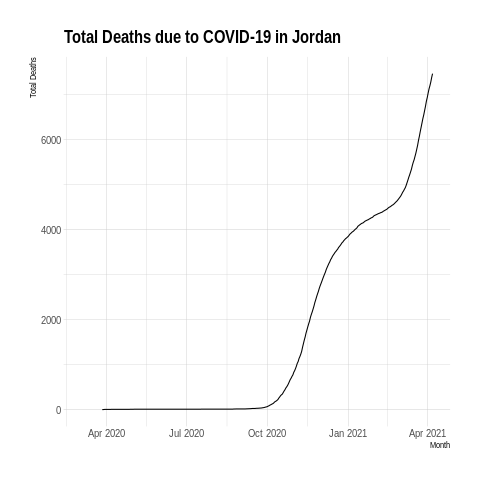 Total Deaths due to COVID-19 in Jordan
Total Deaths
6000
4000
2000
0
Apr 2020 Jul 2020 Oct 2020 Jan 2021 Apr 2021
Month